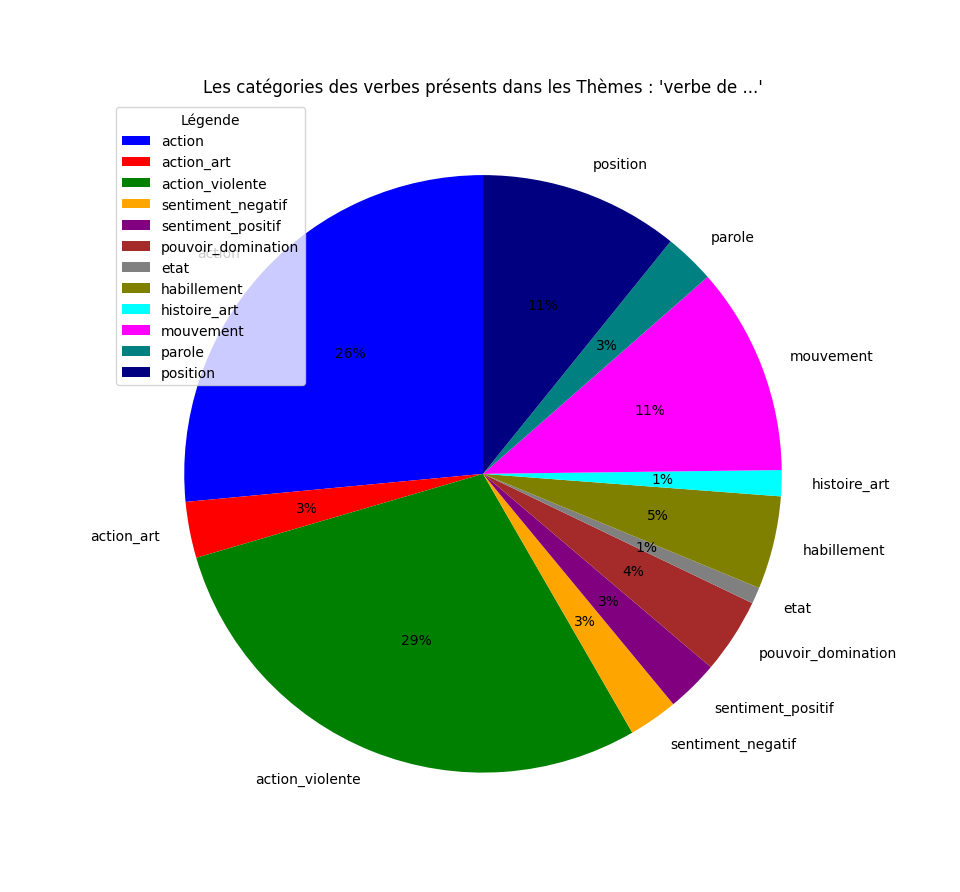 Les catégories des verbes présents dans les Thèmes : 'verbe de ...'
Légende
action
action_art
action_violente
sentiment_negatif
sentiment_positif
pouvoir_domination
etat
habillement
histoire_art
mouvement
parole
position
position
parole
mouvement
histoire_art
habillement
etat
pouvoir_domination
sentiment_positif
sentiment_negatif
action_violente
action_art
action
11%
3%
11%
1%
5%
1%
4%
3%
3%
29%
3%
26%